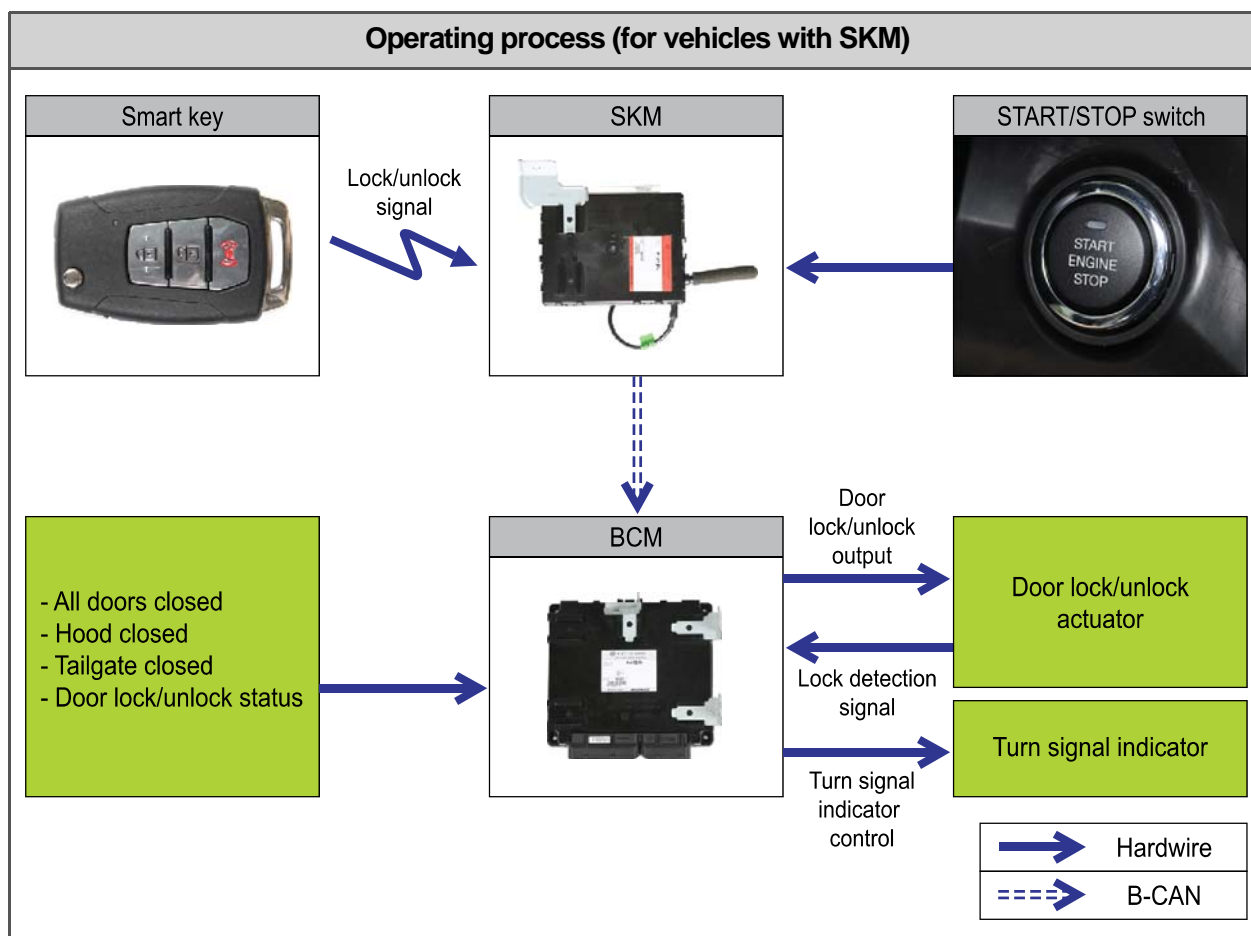 Operating process (for vehicles with SKM)
Smart key
SKM
START/STOP switch
Lock/unlock
signal
START
ENGINE
STOP
BCM
Door
lock/unlock
output
- All doors closed
- Hood closed
- Tailgate closed
- Door lock/unlock status
Door lock/unlock
actuator
Lock detection
signal
Turn signal indicator
Turn signal
indicator
control
Hardwire
B-CAN